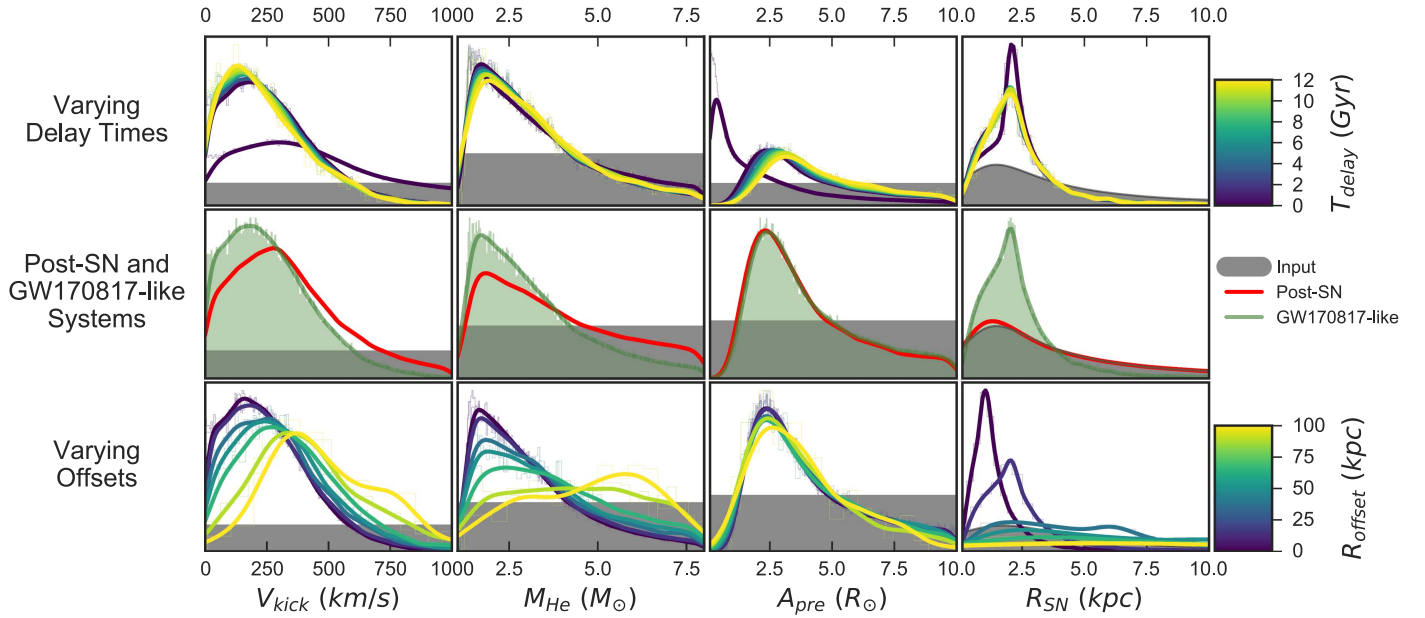 0 250 500 750 1000 2.5 5.0 7.5 2.5 5.0 7.5 10.0 2.5 5.0 7.5 10.0
Varying
Delay Times
12
10
8
6
4
2
0
T_delay (Gyr)
Post-SN and
GW170817-like
Systems
Input
Post-SN
GW170817-like
Varying
Offsets
100
75
50
25
0
R_offset (kpc)
0 250 500 750 1000 2.5 5.0 7.5 2.5 5.0 7.5 10.0 2.5 5.0 7.5 10.0
V_kick (km/s) M_He (M_⊙) A_pre (R_⊙) R_SN (kpc)